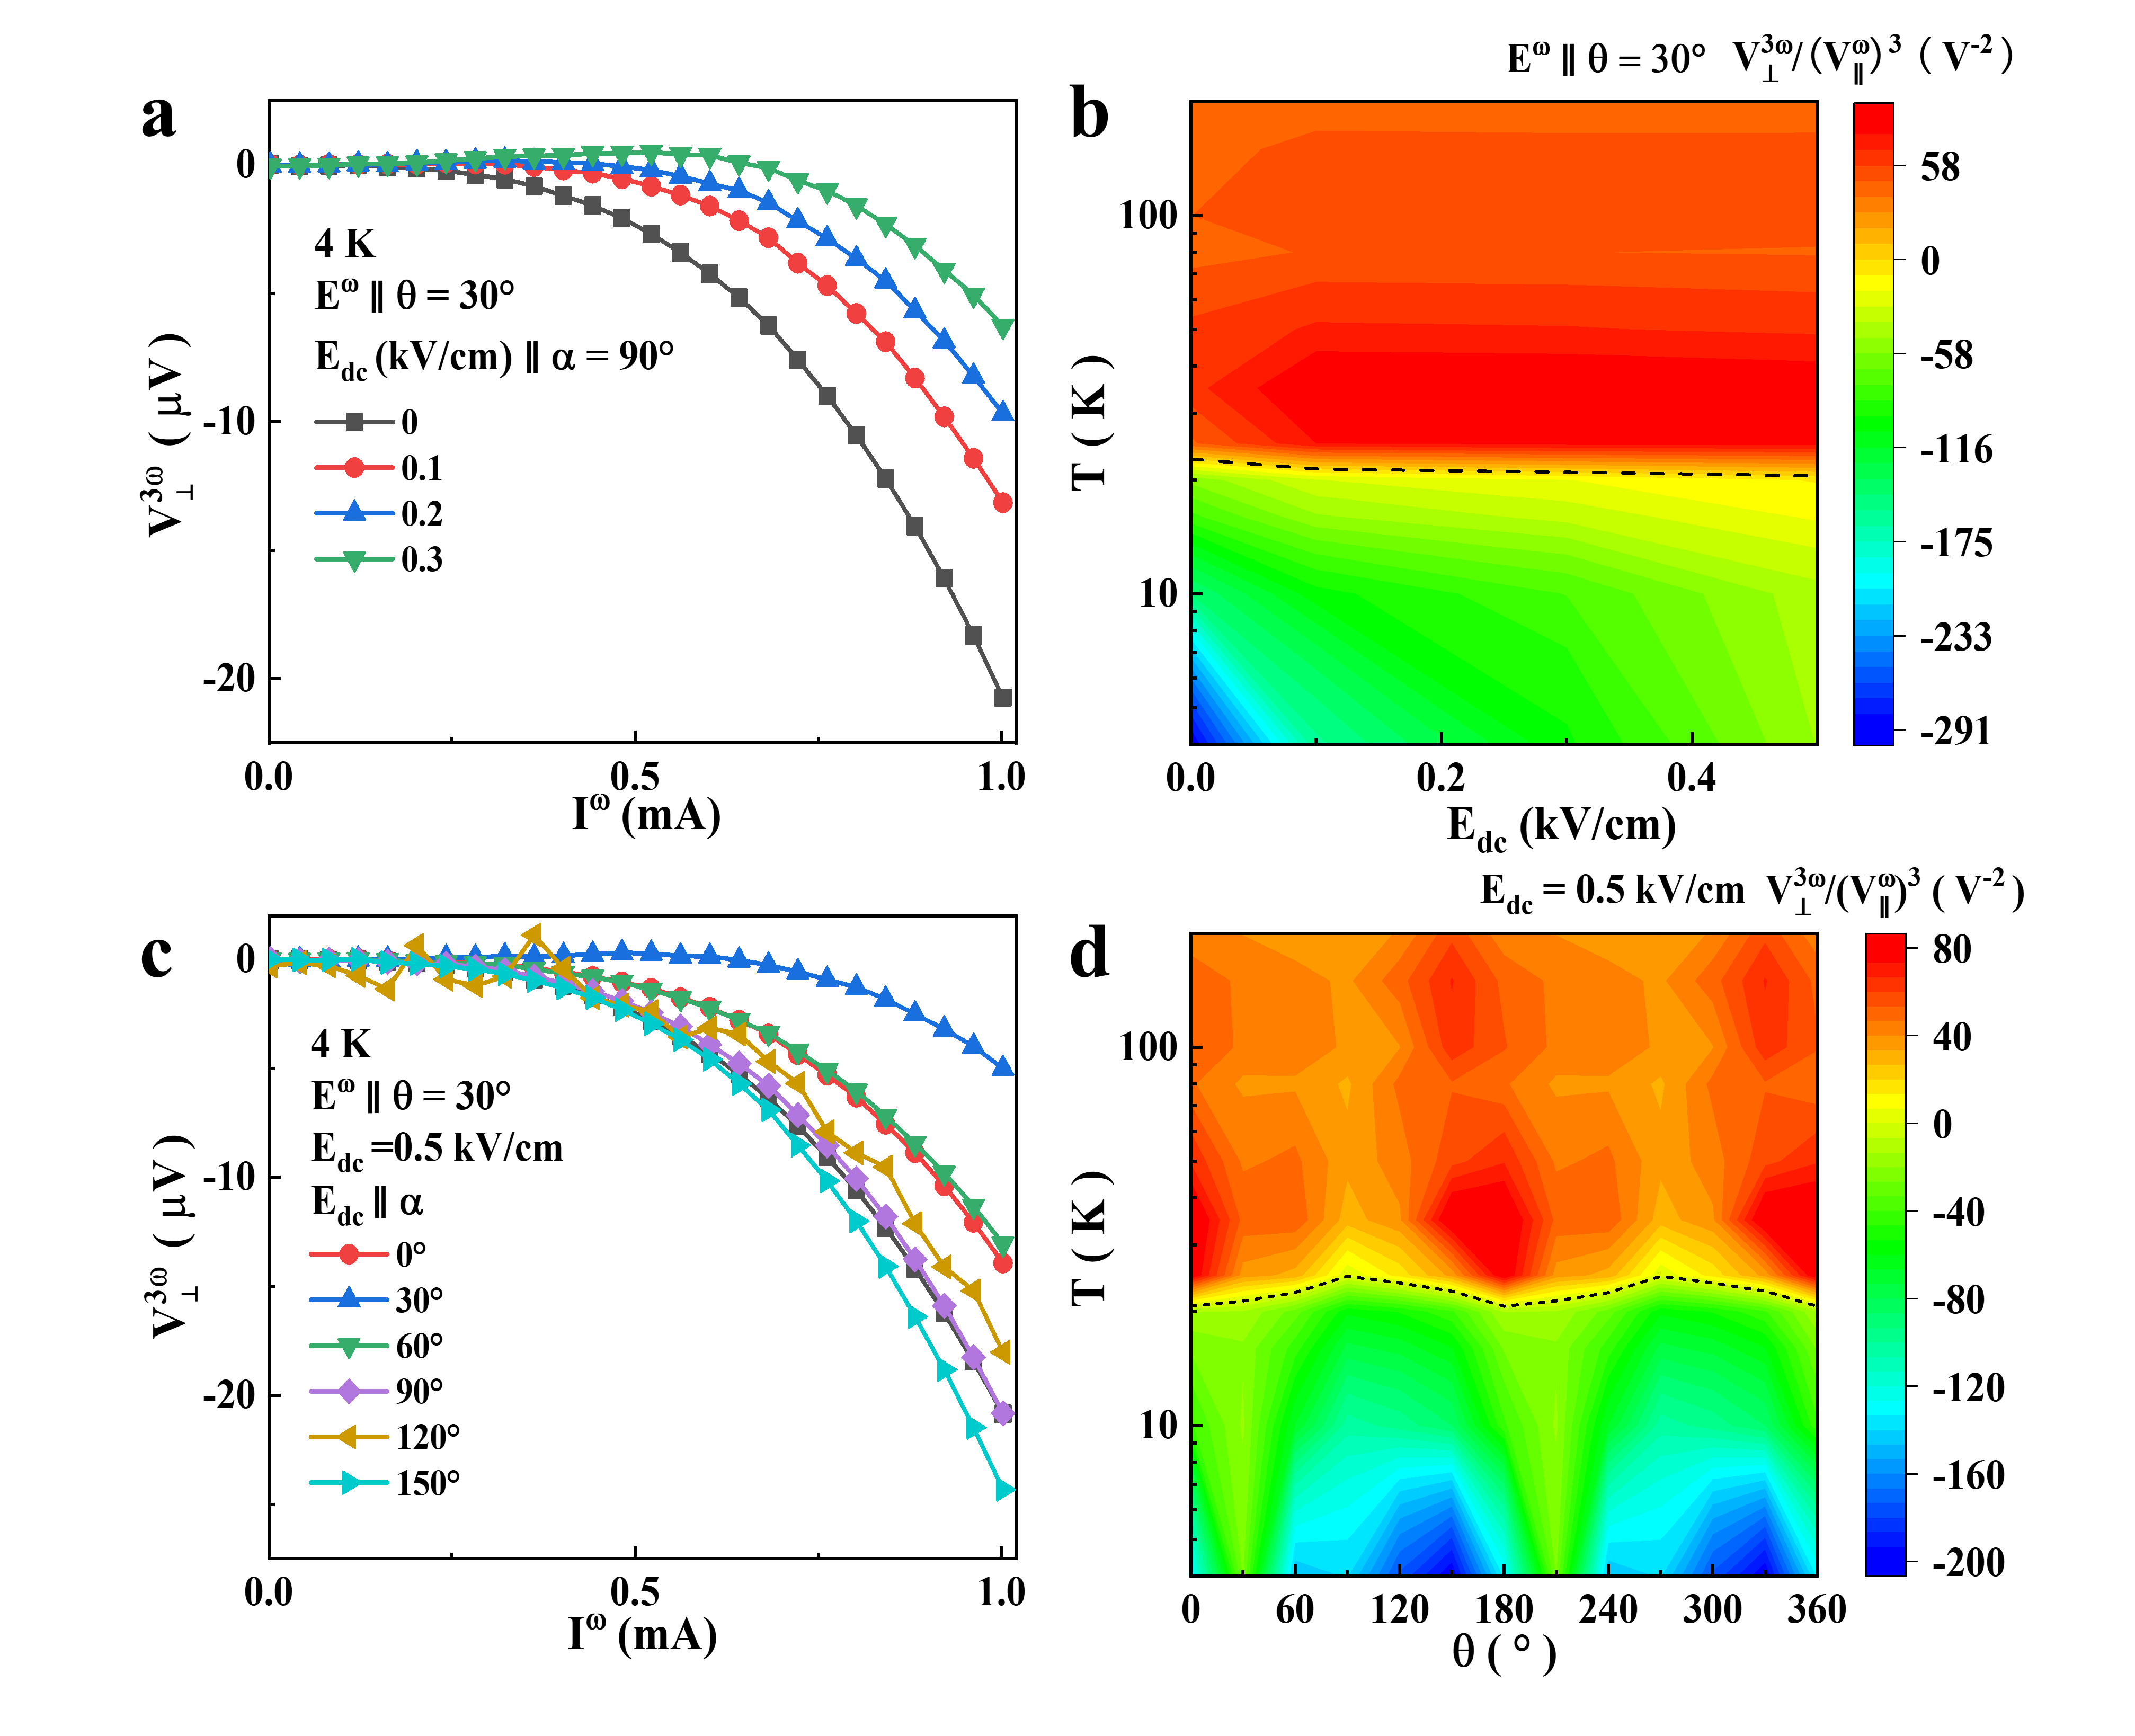 a
0
-10
-20
V⊥³ω ( μV )
4 K
Eω ∥ θ = 30°
Edc (kV/cm) ∥ α = 90°
0
0.1
0.2
0.3
0.0
0.5
1.0
Iω (mA)
b
Eω ∥ θ = 30° V⊥³ω/(V∥ω)³ ( V⁻² )
100
10
T ( K )
0.0
0.2
0.4
Edc (kV/cm)
58
0
-58
-116
-175
-233
-291
c
0
-10
-20
V⊥³ω ( μV )
4 K
Eω ∥ θ = 30°
Edc =0.5 kV/cm
Edc ∥ α
0°
30°
60°
90°
120°
150°
0.0
0.5
1.0
Iω (mA)
d
Edc = 0.5 kV/cm V⊥³ω/(V∥ω)³ ( V⁻² )
100
10
T ( K )
0
60
120
180
240
300
360
θ ( ° )
80
40
0
-40
-80
-120
-160
-200